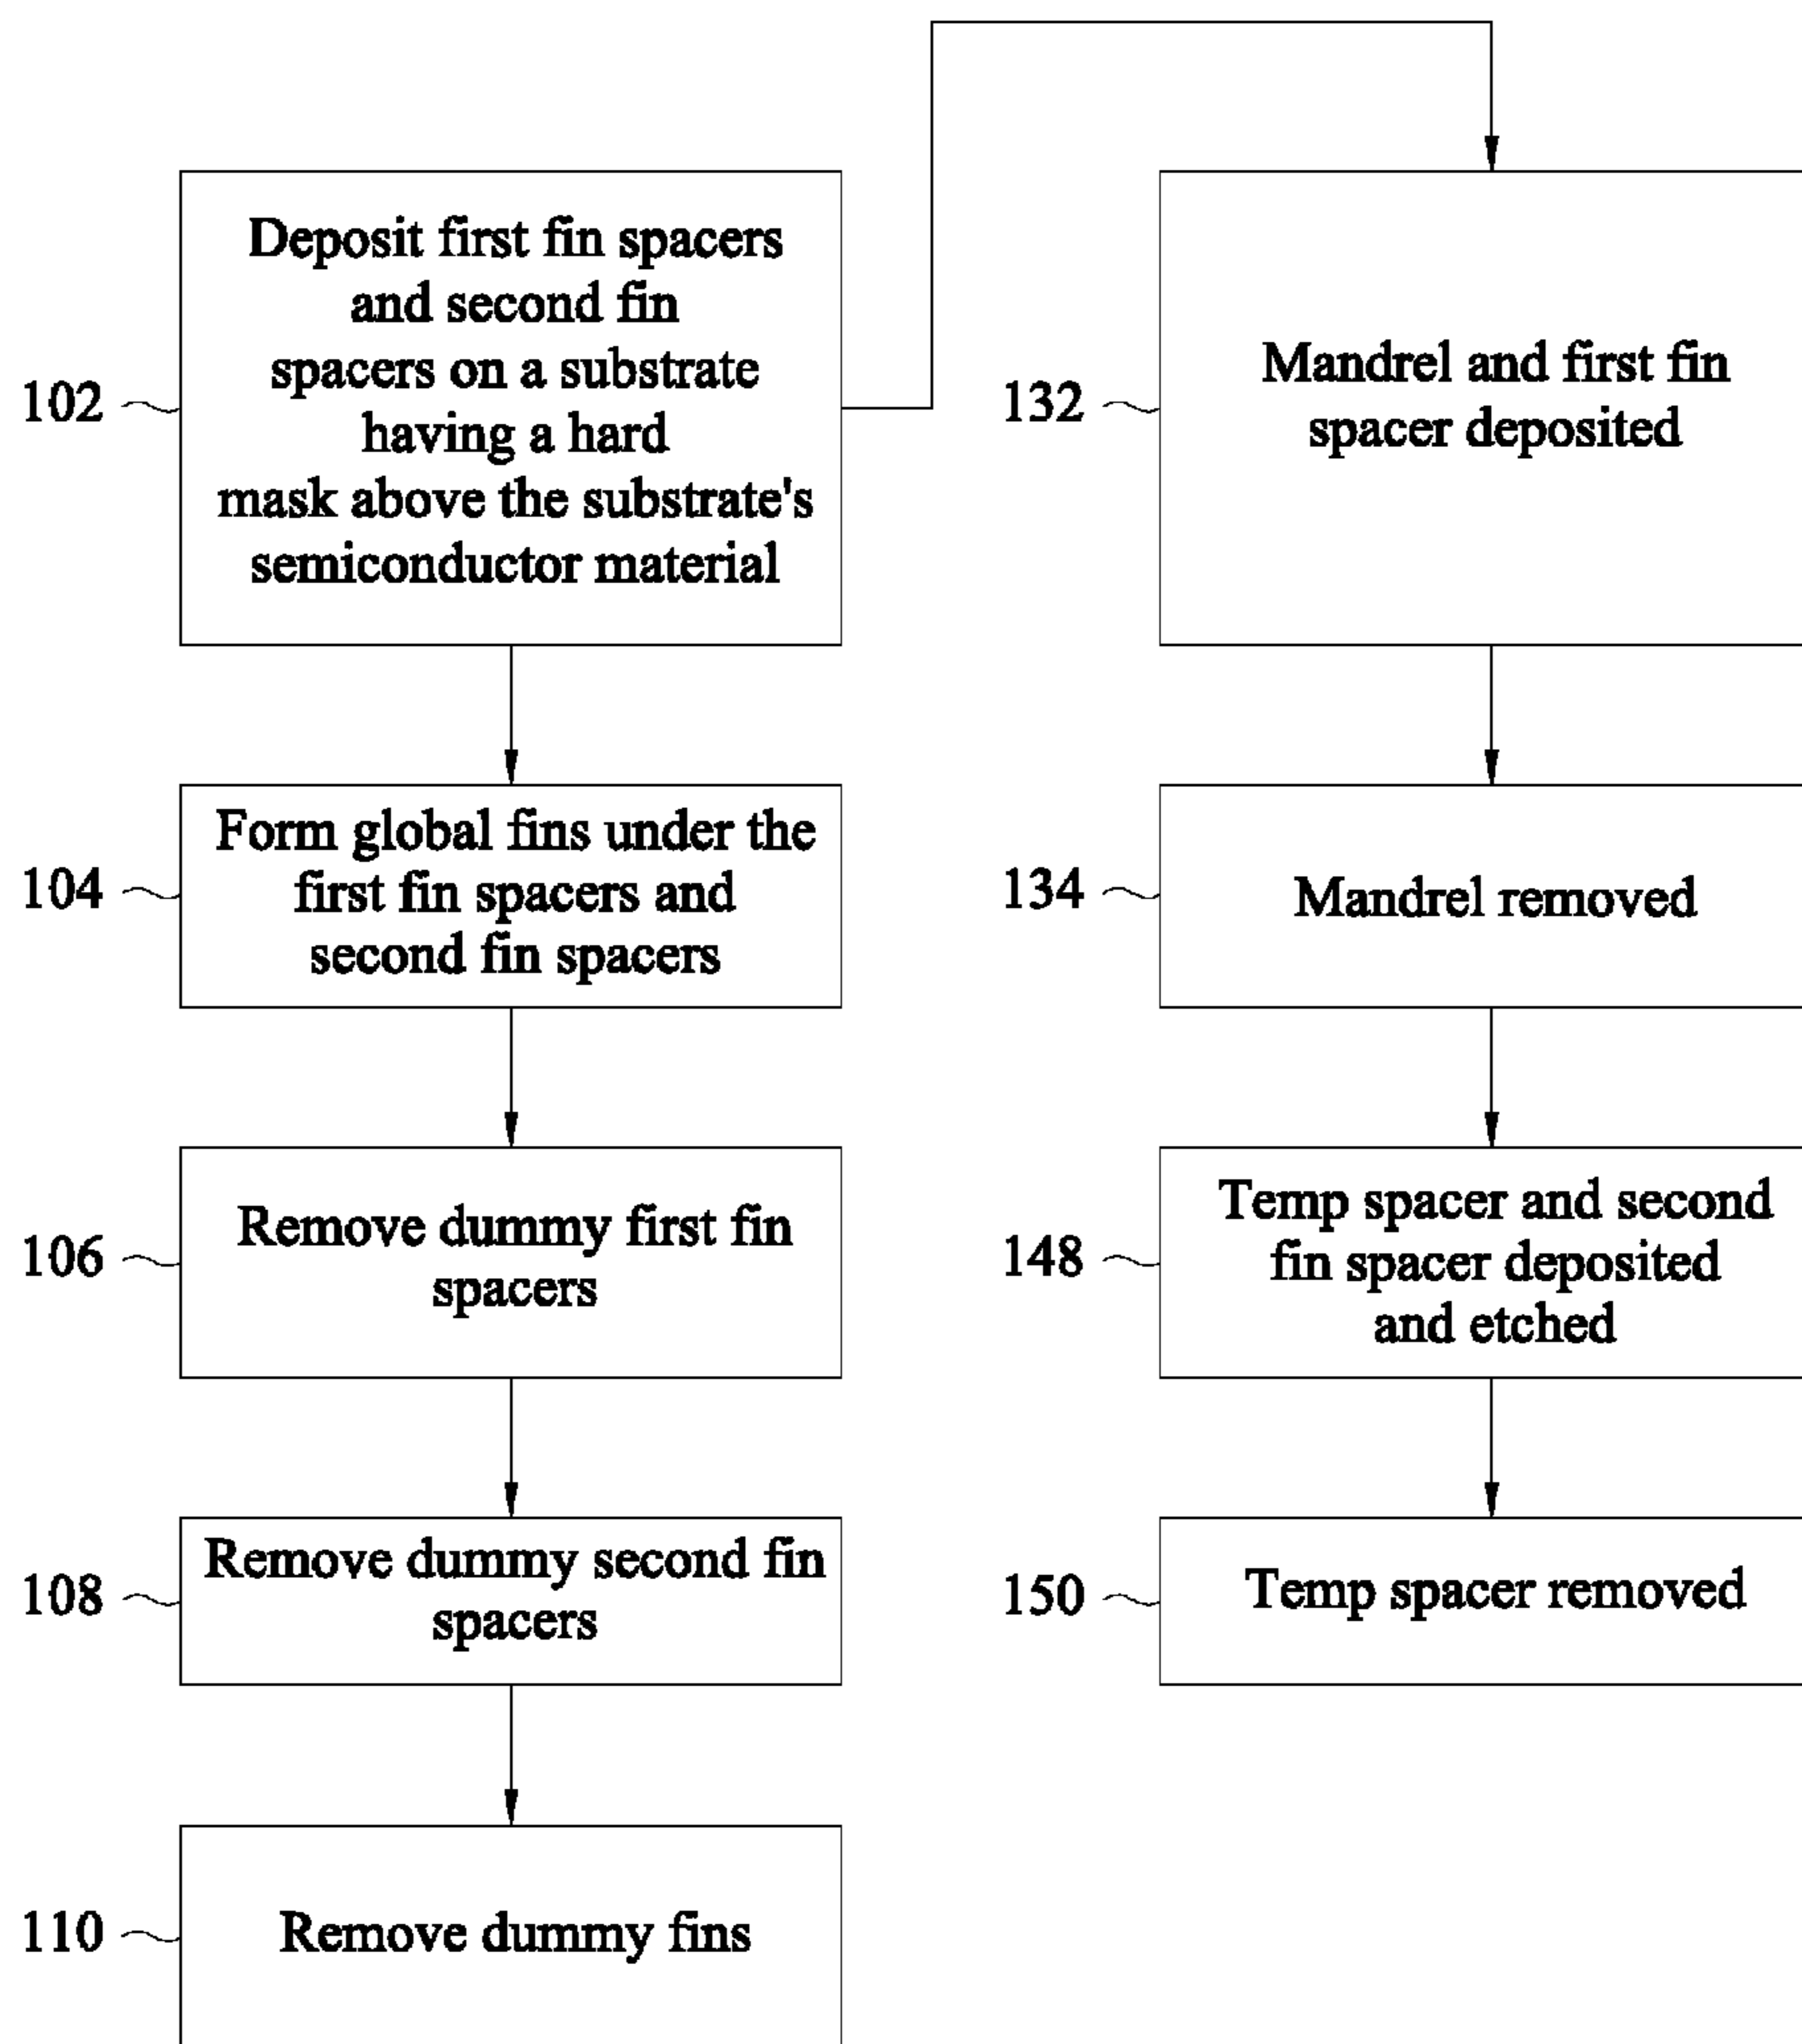 102
Deposit first fin spacers
and second fin
spacers on a substrate
having a hard
mask above the substrate's
semiconductor material
104
Form global fins under the
first fin spacers and
second fin spacers
106
Remove dummy first fin
spacers
108
Remove dummy second fin
spacers
110
Remove dummy fins
132
Mandrel and first fin
spacer deposited
134
Mandrel removed
148
Temp spacer and second
fin spacer deposited
and etched
150
Temp spacer removed